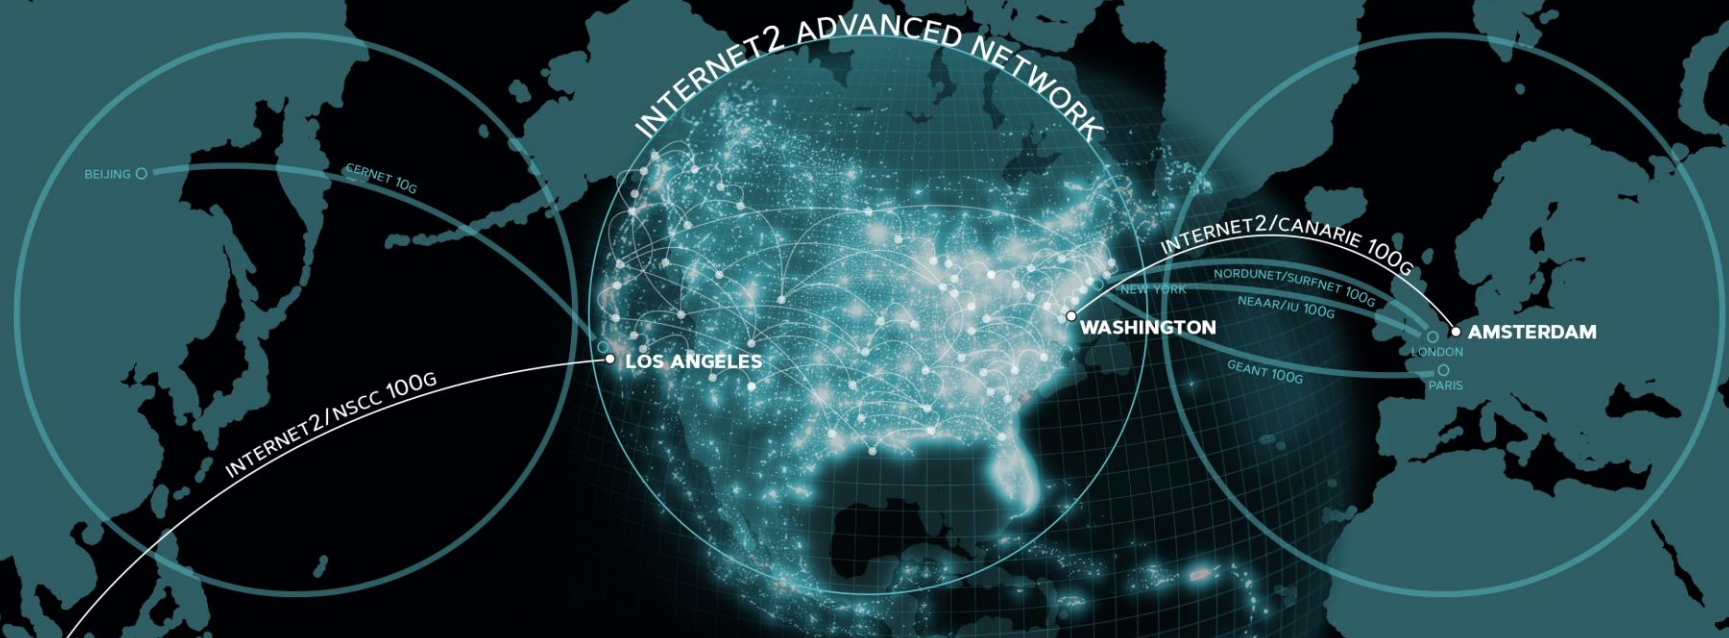 INTERNET2 ADVANCED NETWORK
BEIJING
CERNET 10G
INTERNET2/CANARIE 100G
NORDUNET/SURFNET 100G
NEW YORK
NEAAR/IU 100G
WASHINGTON
AMSTERDAM
LONDON
LOS ANGELES
GEANT 100G
PARIS
INTERNET2/NSCC 100G